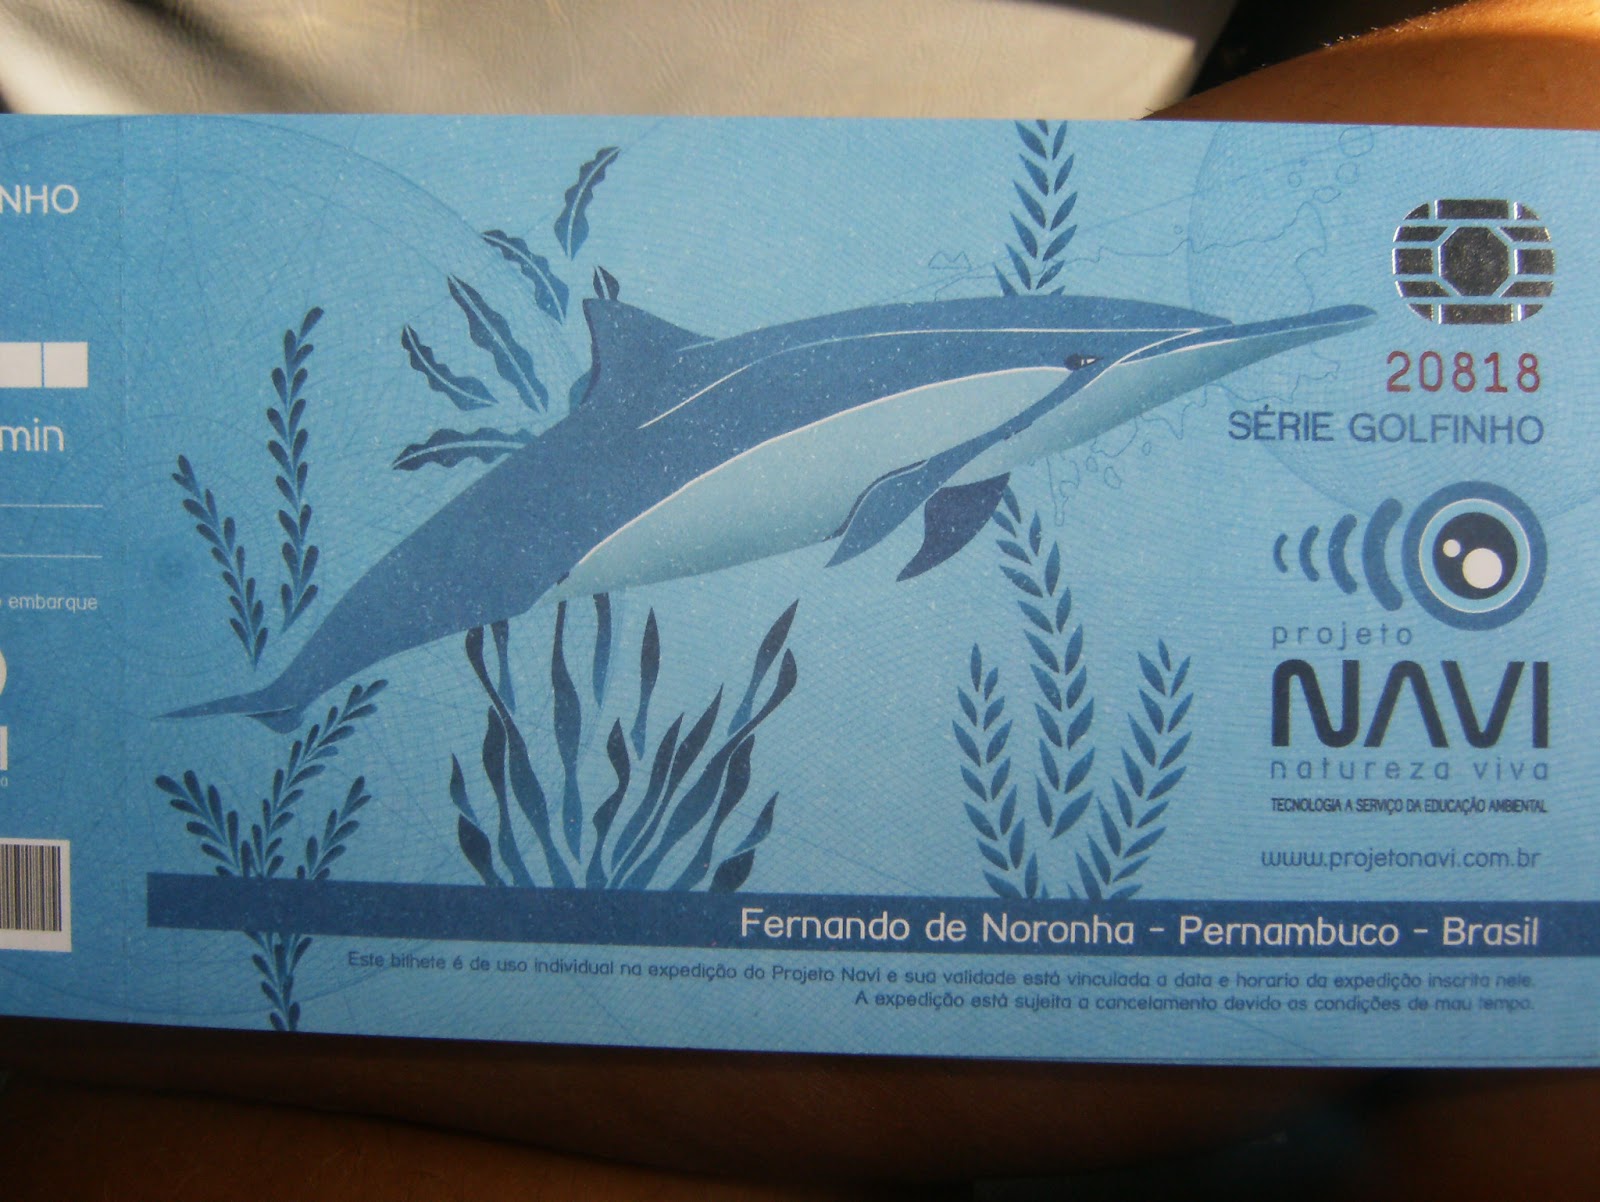 NHO
min
embarque
20818
SÉRIE GOLFINHO
projeto
NAVI
natureza viva
TECNOLOGIA A SERVIÇO DA EDUCAÇÃO AMBIENTAL
www.projetonavi.com.br
Fernando de Noronha - Pernambuco - Brasil
Este bilhete é de uso individual na expedição do Projeto Navi e sua validade está vinculada a data e horario da expedição inscrita nele.
A expedição está sujeita a cancelamento devido as condições de mau tempo.